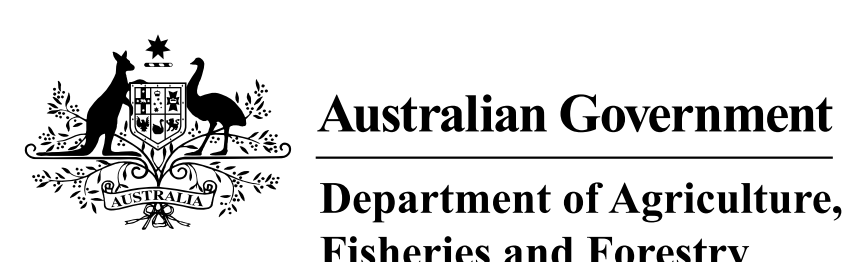 AUSTRALIA
Australian Government
Department of Agriculture,
Fisheries and Forestry